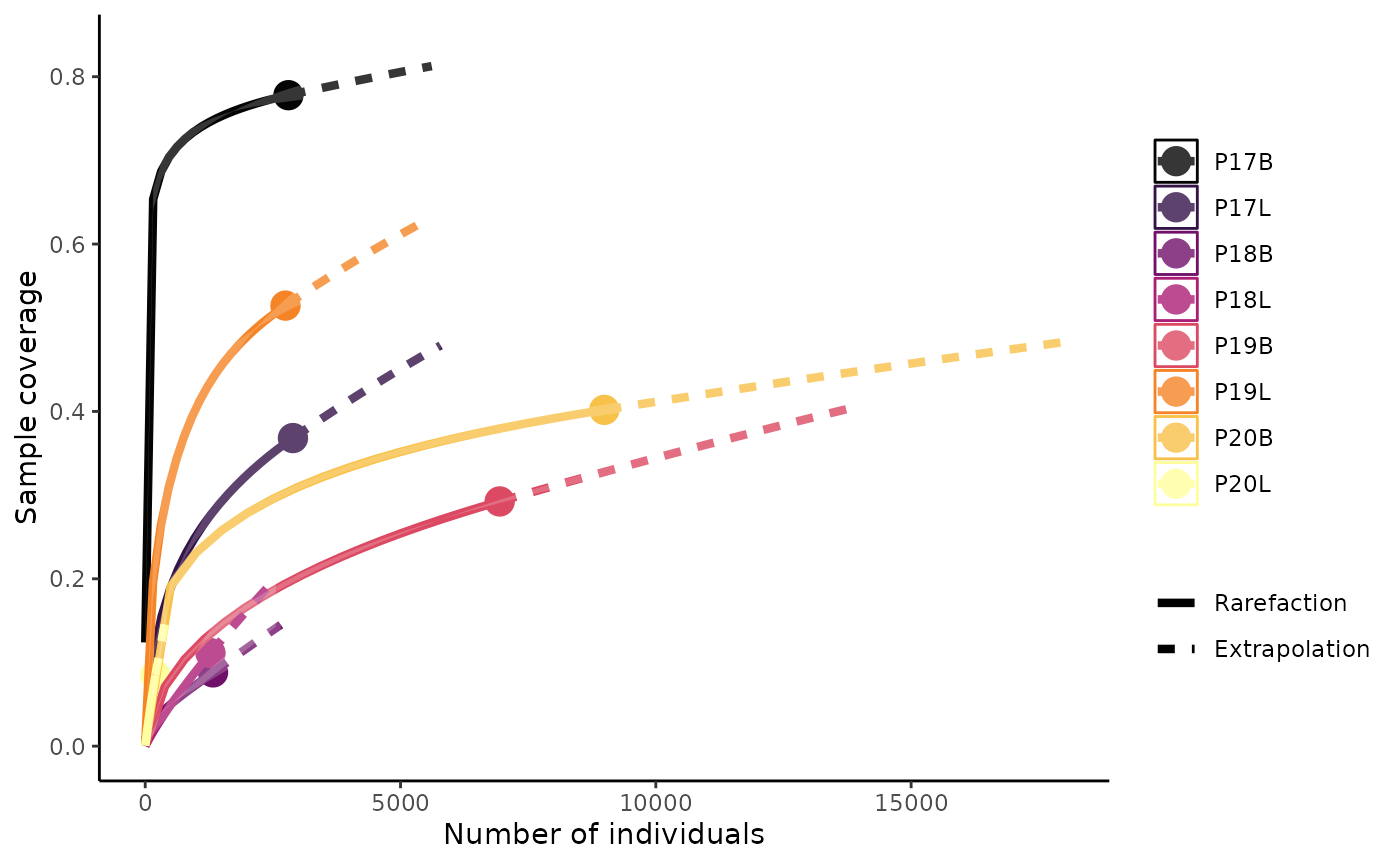 Sample coverage
0.8
0.6
0.4
0.2
0.0
0
5000
10000
15000
Number of individuals
P17B
P17L
P18B
P18L
P19B
P19L
P20B
P20L
Rarefaction
Extrapolation